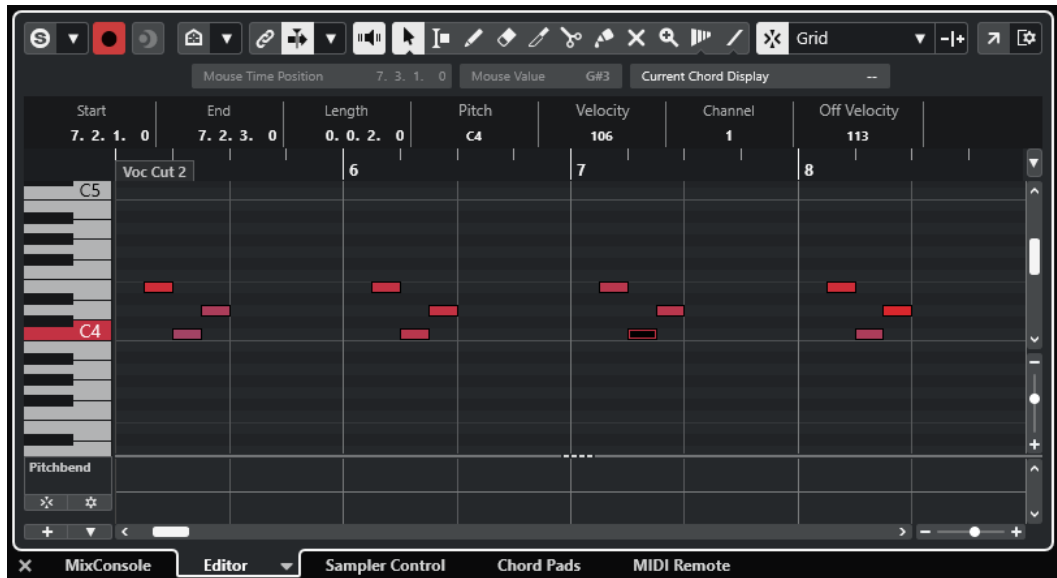 S Grid
Mouse Time Position 7. 3. 1. 0 Mouse Value G#3 Current Chord Display --
Start End Length Pitch Velocity Channel Off Velocity
7. 2. 1. 0 7. 2. 3. 0 0. 0. 2. 0 C4 106 1 113
Voc Cut 2 6 7 8
C5
C4
Pitchbend
MixConsole Editor Sampler Control Chord Pads MIDI Remote